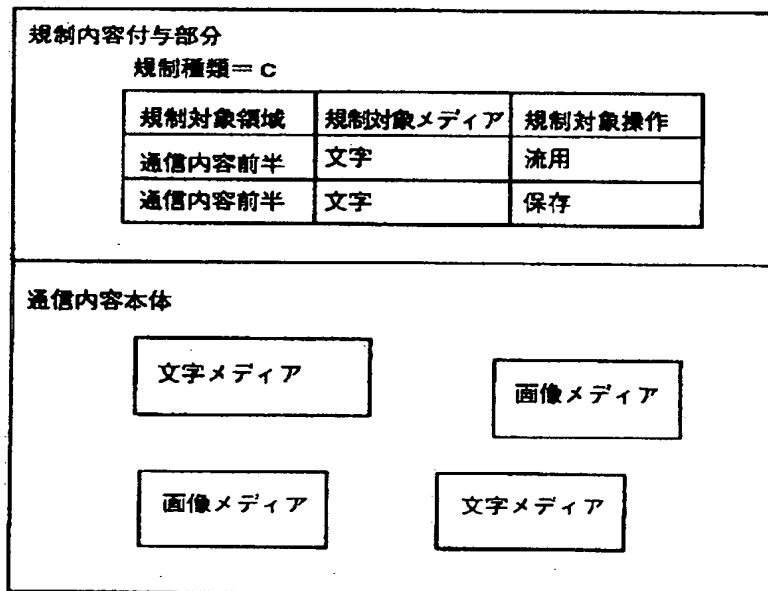 規制内容付与部分
規制種類＝C
規制対象領域 規制対象メディア 規制対象操作
通信内容前半 文字 流用
通信内容前半 文字 保存
通信内容本体
文字メディア
画像メディア
画像メディア
文字メディア